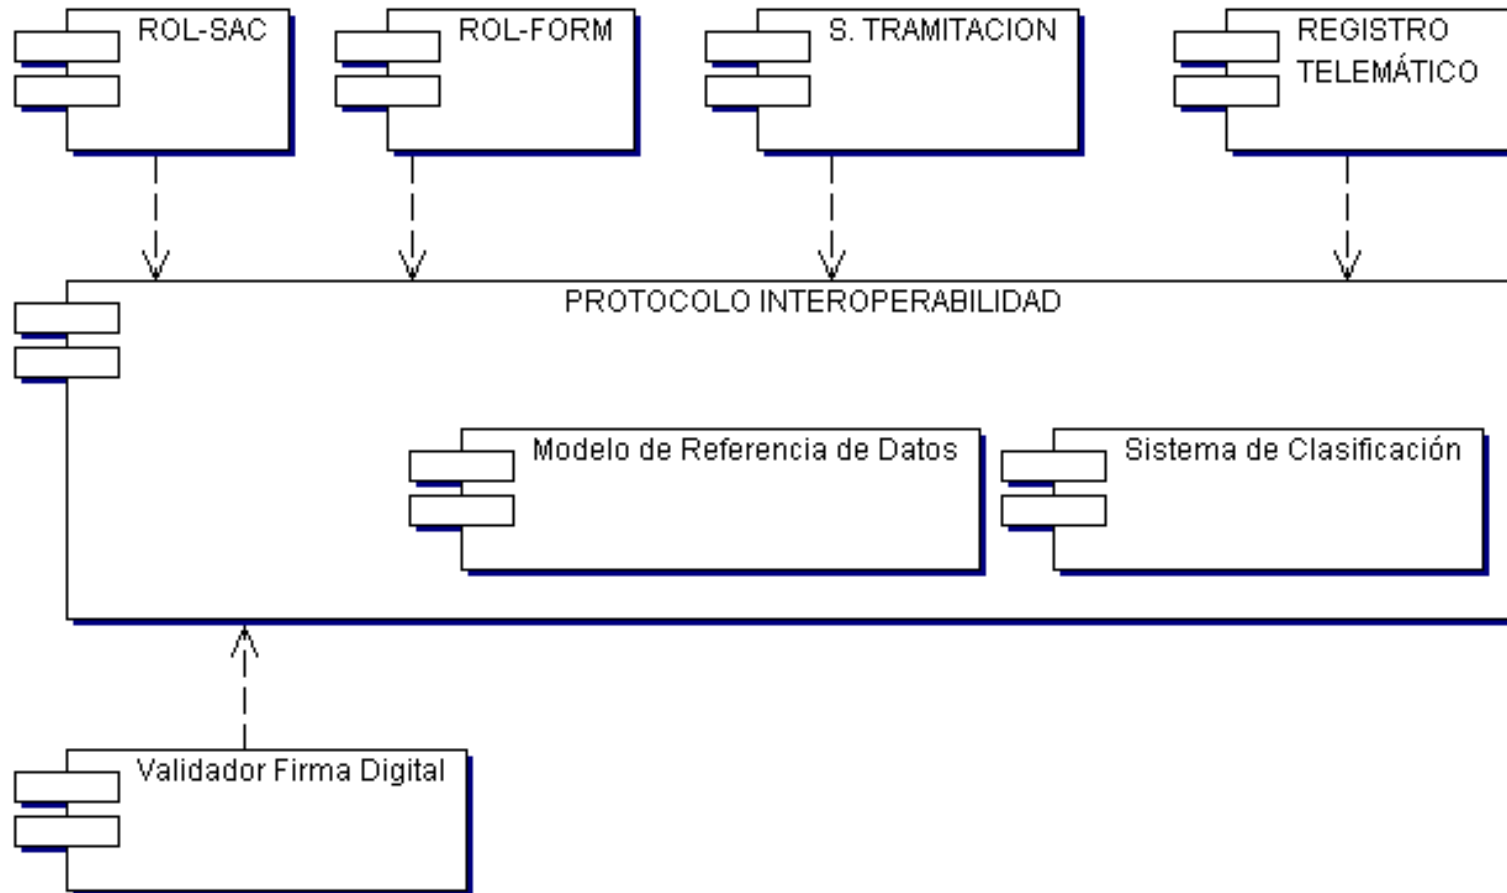 ROL-SAC
ROL-FORM
S. TRAMITACION
REGISTRO
TELEMÁTICO
PROTOCOLO INTEROPERABILIDAD
Modelo de Referencia de Datos
Sistema de Clasificación
Validador Firma Digital